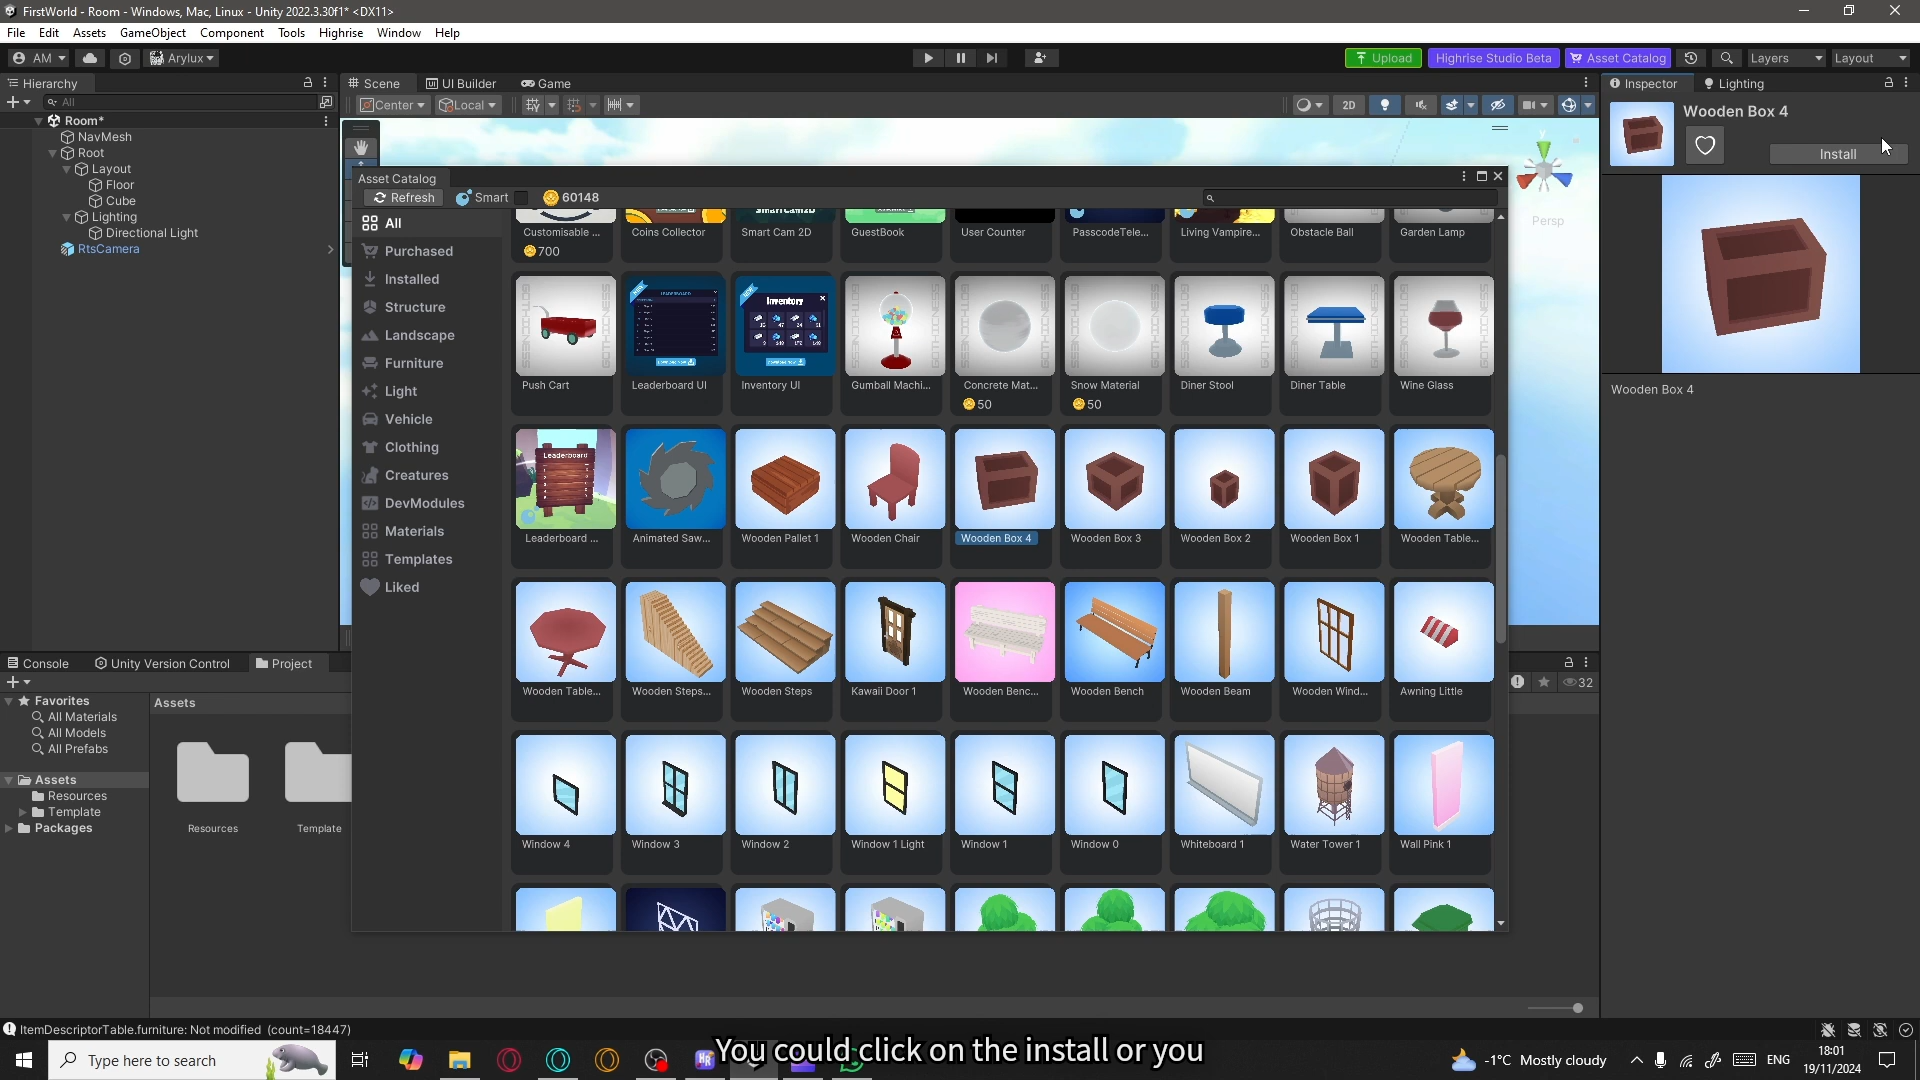 FirstWorld - Room - Windows, Mac, Linux - Unity 2022.3.30f1* <DX11>
File Edit Assets GameObject Component Tools Highrise Window Help
AM Arylux Upload Highrise Studio Beta Asset Catalog Layers Layout
Hierarchy Scene UI Builder Game Inspector Lighting
All Center Local 2D
Room*
NavMesh
Root
Layout
Floor
Cube
Lighting
Directional Light
RtsCamera
Persp
Wooden Box 4
Install
Wooden Box 4
Asset Catalog
Refresh Smart 60148
All
Purchased
Installed
Structure
Landscape
Furniture
Light
Vehicle
Clothing
Creatures
DevModules
Materials
Templates
Liked
Customisable ... Coins Collector Smart Cam 2D GuestBook User Counter PasscodeTele... Living Vampire... Obstacle Ball Garden Lamp
700
Leaderboard UI
Inventory
Push Cart Leaderboard UI Inventory UI Gumball Machi... Concrete Mat... Snow Material Diner Stool Diner Table Wine Glass
50 50
Leaderboard
Leaderboard ... Animated Saw... Wooden Pallet 1 Wooden Chair Wooden Box 4 Wooden Box 3 Wooden Box 2 Wooden Box 1 Wooden Table...
Wooden Table... Wooden Steps... Wooden Steps Kawaii Door 1 Wooden Benc... Wooden Bench Wooden Beam Wooden Wind... Awning Little
Window 4 Window 3 Window 2 Window 1 Light Window 1 Window 0 Whiteboard 1 Water Tower 1 Wall Pink 1
Console Unity Version Control Project
32
Favorites
All Materials
All Models
All Prefabs
Assets
Resources
Template
Packages
Assets
Resources Template
ItemDescriptorTable.furniture: Not modified (count=18447)
You could click on the install or you
Type here to search
HR
-1°C Mostly cloudy
ENG
18:01
19/11/2024